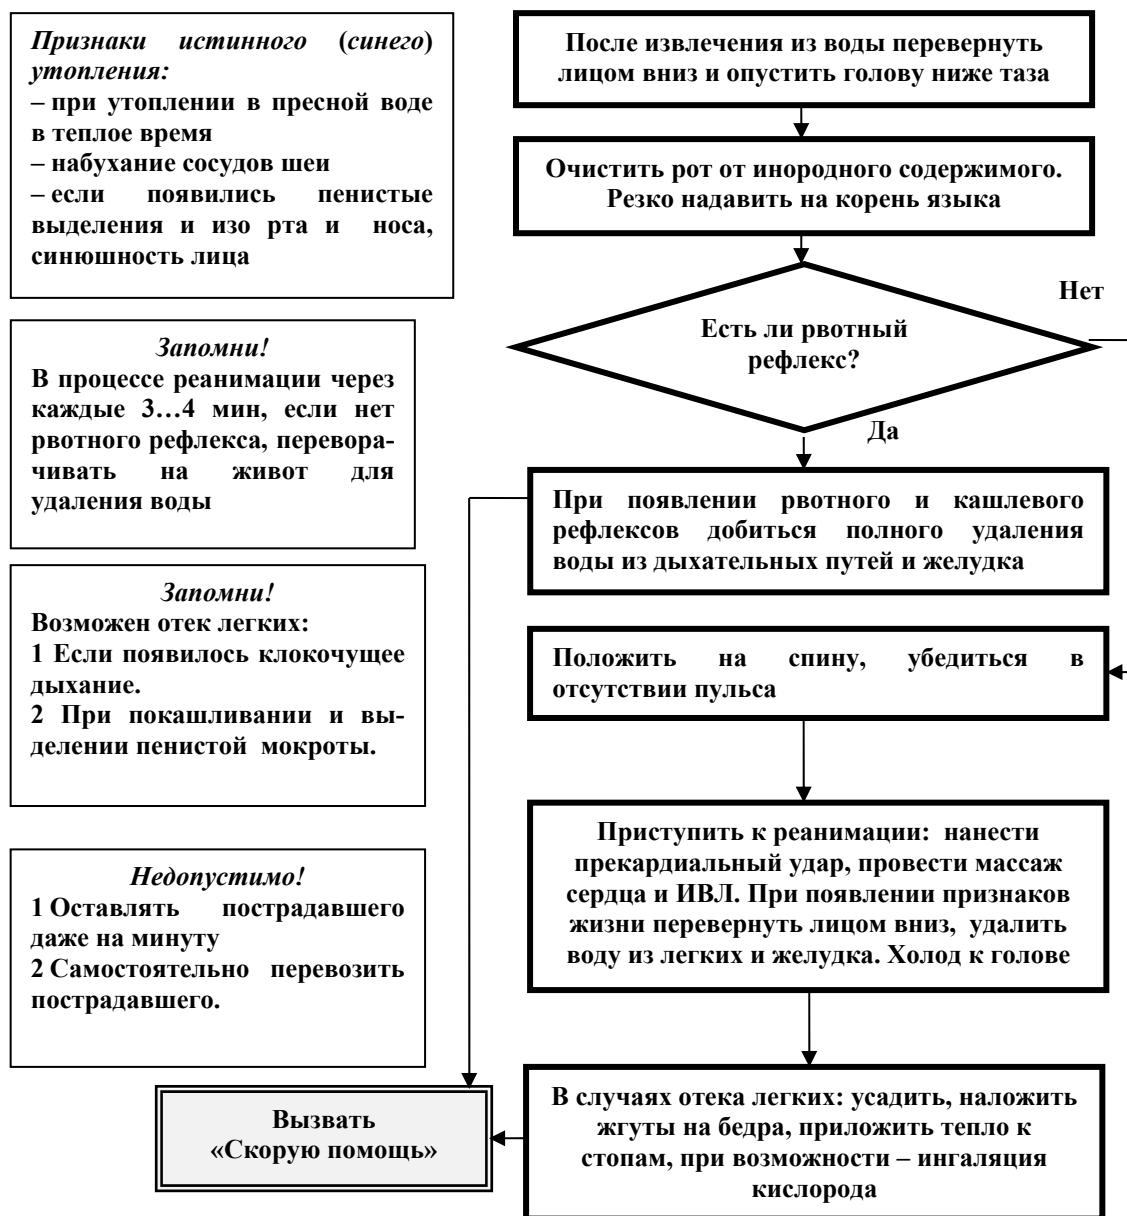 Признаки истинного (синего)
утопления:
– при утоплении в пресной воде
в теплое время
– набухание сосудов шеи
– если появились пенистые
выделения и изо рта и носа,
синюшность лица
Запомни!
В процессе реанимации через
каждые 3…4 мин, если нет
рвотного рефлекса, перевора-
чивать на живот для
удаления воды
Запомни!
Возможен отек легких:
1 Если появилось клокочущее
дыхание.
2 При покашливании и вы-
делении пенистой мокроты.
Недопустимо!
1 Оставлять пострадавшего
даже на минуту
2 Самостоятельно перевозить
пострадавшего.
После извлечения из воды перевернуть
лицом вниз и опустить голову ниже таза
Очистить рот от инородного содержимого.
Резко надавить на корень языка
Есть ли рвотный
рефлекс?
Нет
Да
При появлении рвотного и кашлевого
рефлексов добиться полного удаления
воды из дыхательных путей и желудка
Положить на спину, убедиться в
отсутствии пульса
Приступить к реанимации: нанести
прекардиальный удар, провести массаж
сердца и ИВЛ. При появлении признаков
жизни перевернуть лицом вниз, удалить
воду из легких и желудка. Холод к голове
В случаях отека легких: усадить, наложить
жгуты на бедра, приложить тепло к
стопам, при возможности – ингаляция
кислорода
Вызвать
«Скорую помощь»